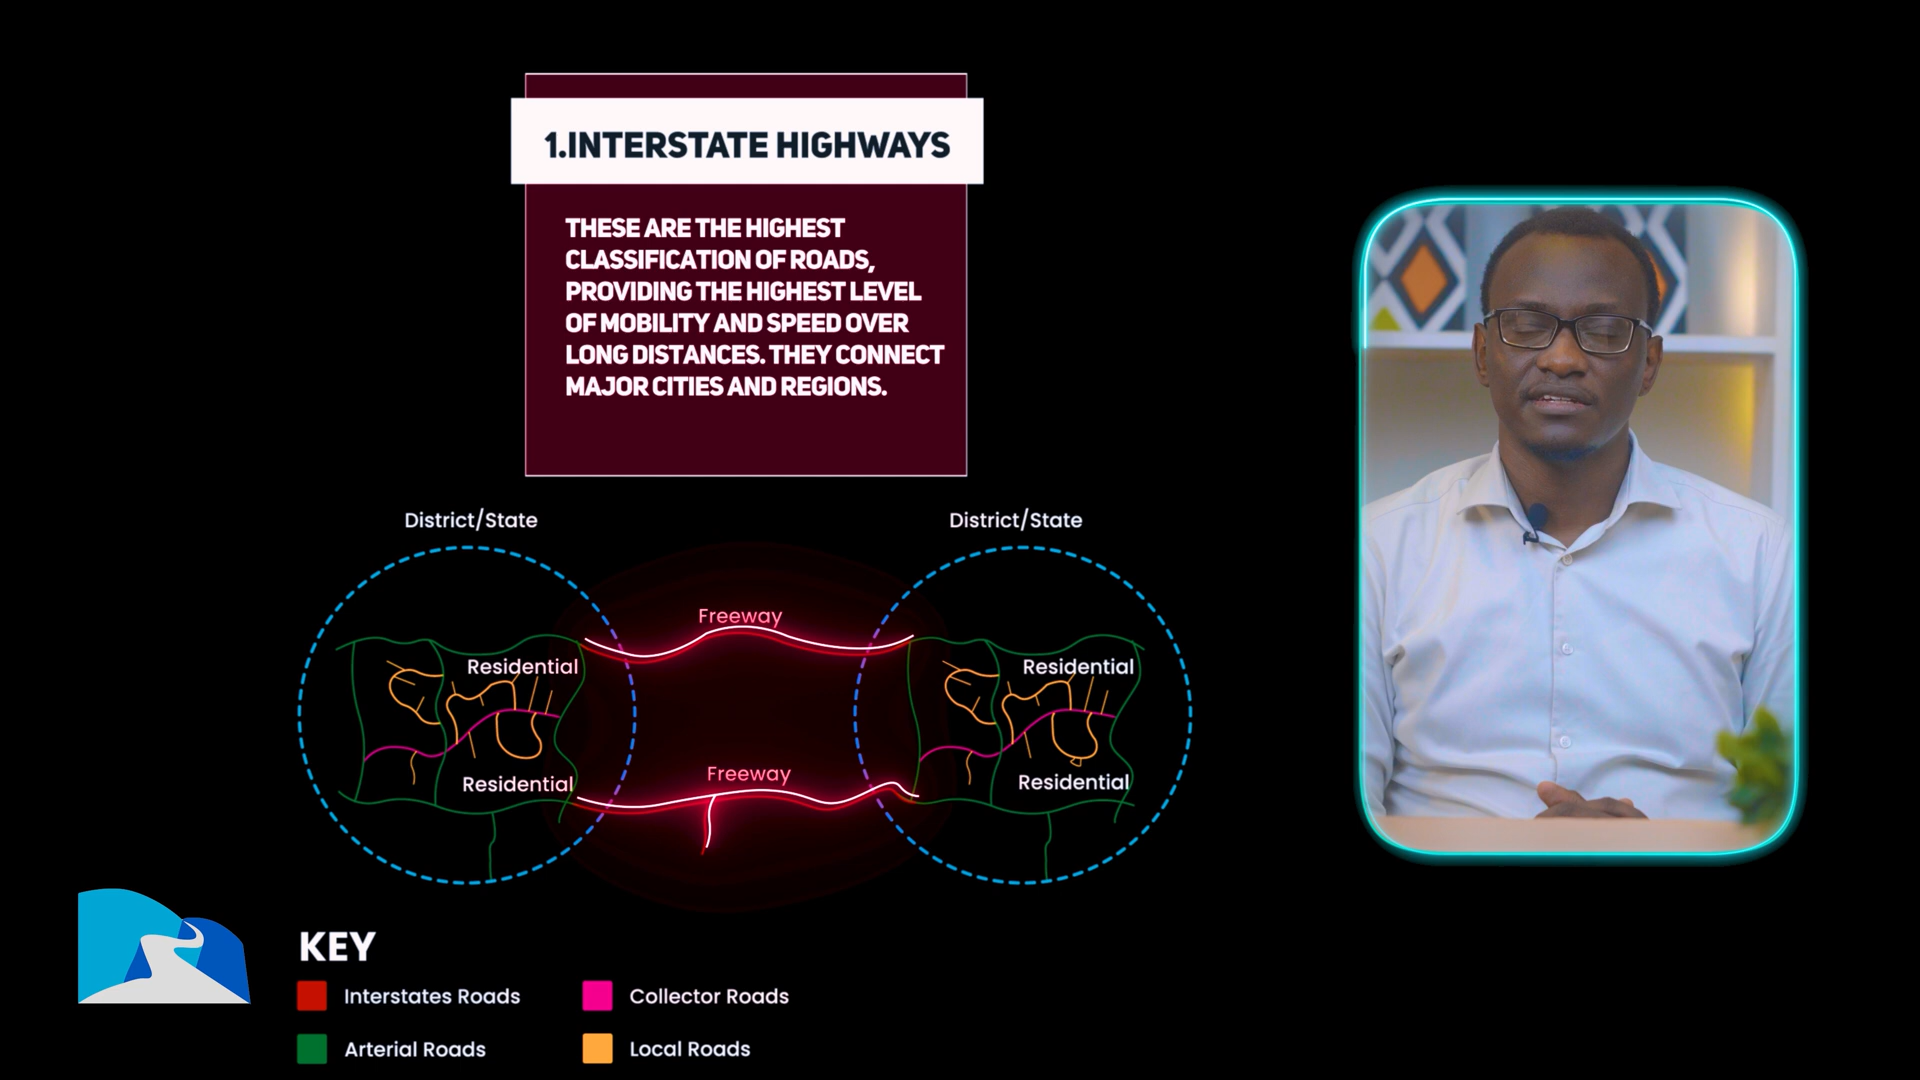 1.INTERSTATE HIGHWAYS
THESE ARE THE HIGHEST
CLASSIFICATION OF ROADS,
PROVIDING THE HIGHEST LEVEL
OF MOBILITY AND SPEED OVER
LONG DISTANCES. THEY CONNECT
MAJOR CITIES AND REGIONS.
District/State
District/State
Freeway
Residential
Residential
Freeway
Residential
Residential
KEY
Interstates Roads
Collector Roads
Arterial Roads
Local Roads